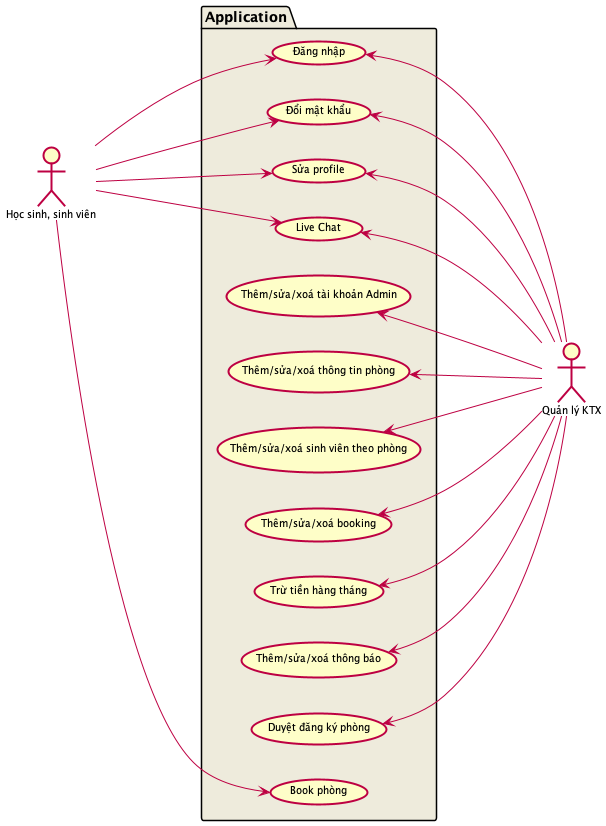 Application
Đăng nhập
Đổi mật khẩu
Sửa profile
Học sinh, sinh viên
Live Chat
Thêm/sửa/xoá tài khoản Admin
Thêm/sửa/xoá thông tin phòng
Quản lý KTX
Thêm/sửa/xoá sinh viên theo phòng
Thêm/sửa/xoá booking
Trừ tiền hàng tháng
Thêm/sửa/xoá thông báo
Duyệt đăng ký phòng
Book phòng